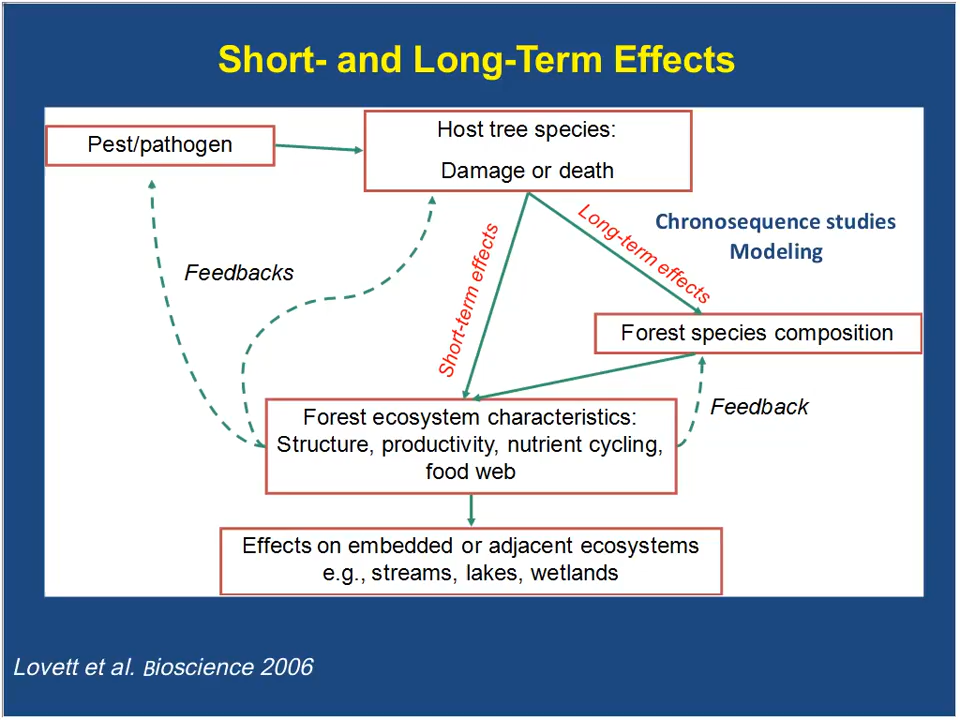 Short- and Long-Term Effects
Pest/pathogen
Host tree species:
Damage or death
Long-term effects
Chronosequence studies
Modeling
Feedbacks
Short-term effects
Forest species composition
Feedback
Forest ecosystem characteristics:
Structure, productivity, nutrient cycling,
food web
Effects on embedded or adjacent ecosystems
e.g., streams, lakes, wetlands
Lovett et al. Bioscience 2006